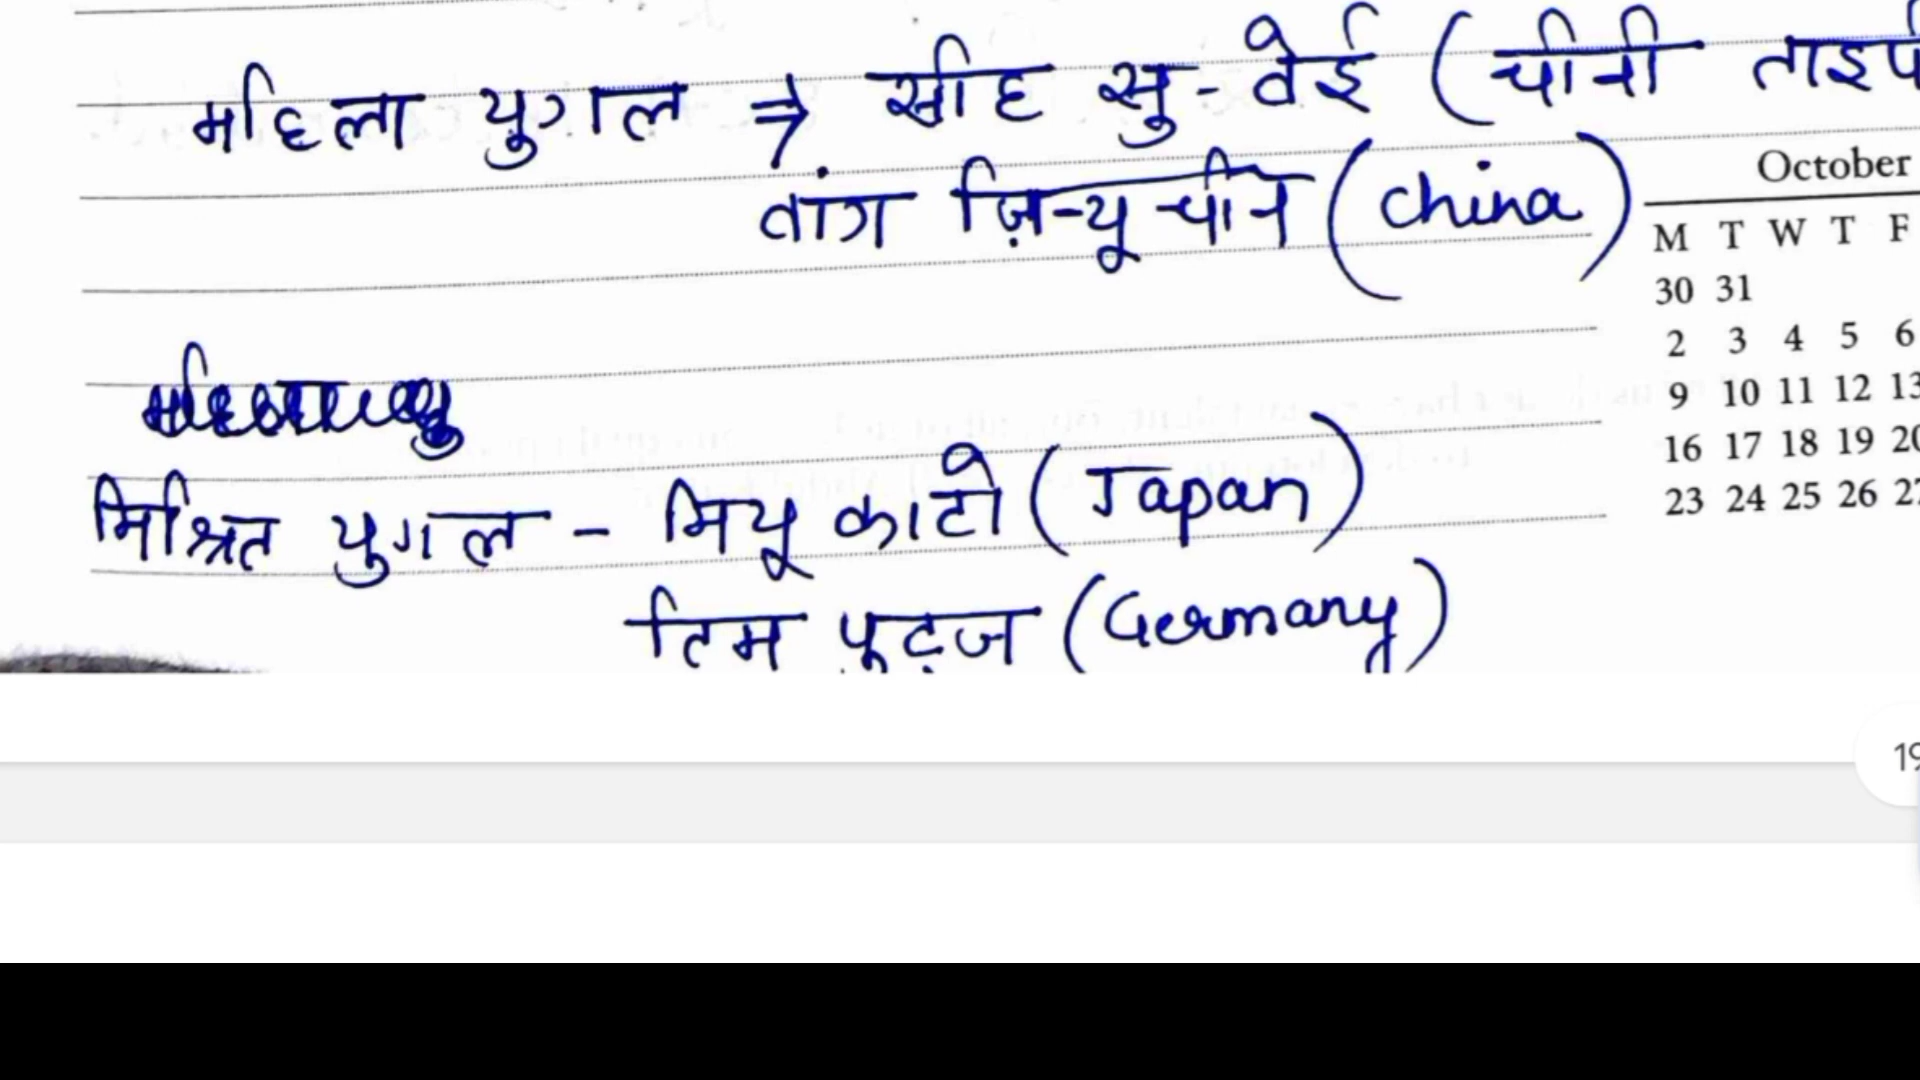 महिला युगल ⇒ सीह सु-वेई (चीनी ताइपे
तांग ज़ि-यू चीन (China)
मिश्रित युगल - मियू काटो (Japan)
टिम पूट्ज (Germany)
October
M T W T F
30 31
2 3 4 5 6
9 10 11 12 13
16 17 18 19 20
23 24 25 26 27
19